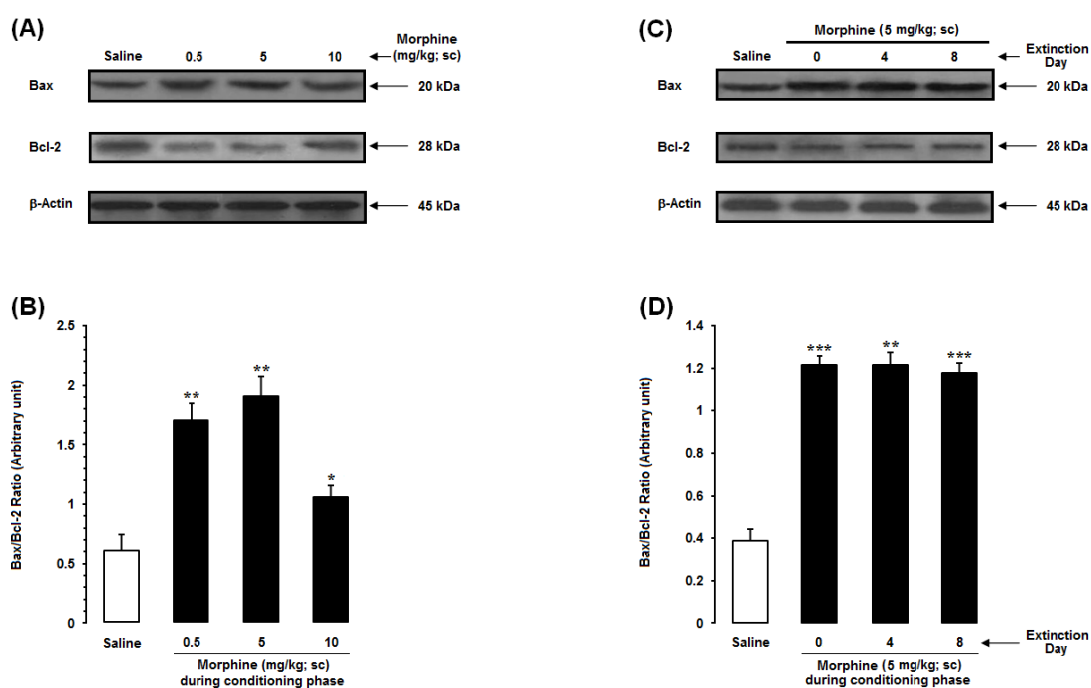 (A)
Morphine
(mg/kg; sc)
Saline 0.5 5 10
Bax 20 kDa
Bcl-2 28 kDa
β-Actin 45 kDa
(C)
Morphine (5 mg/kg; sc)
Saline 0 4 8
Extinction
Day
Bax 20 kDa
Bcl-2 28 kDa
β-Actin 45 kDa
(B)
Bax/Bcl-2 Ratio (Arbitrary unit)
2.5
2
1.5
1
0.5
0
** ** *
Saline 0.5 5 10
Morphine (mg/kg; sc)
during conditioning phase
(D)
Bax/Bcl-2 Ratio (Arbitrary unit)
1.4
1.2
1
0.8
0.6
0.4
0.2
0
*** ** ***
Saline 0 4 8
Extinction
Day
Morphine (5 mg/kg; sc)
during conditioning phase